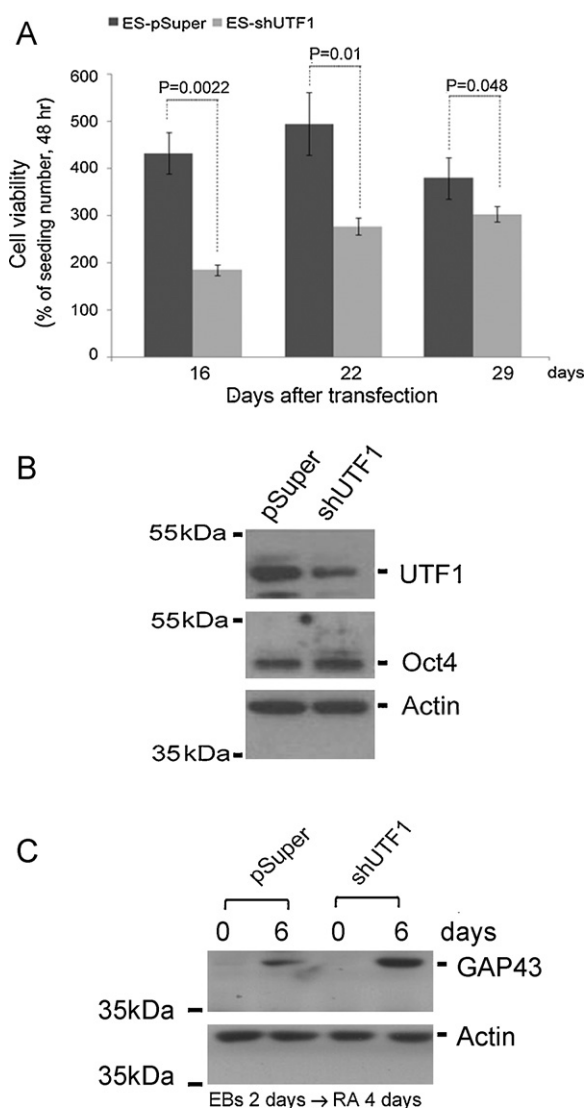 A
ES-pSuper ES-shUTF1
P=0.0022
P=0.01
P=0.048
Cell viability
(% of seeding number, 48 hr)
600
500
400
300
200
100
0
16 22 29 days
Days after transfection
B
pSuper shUTF1
55kDa
UTF1
55kDa
Oct4
Actin
35kDa
C
pSuper shUTF1
0 6 0 6 days
GAP43
35kDa
Actin
35kDa
EBs 2 days → RA 4 days